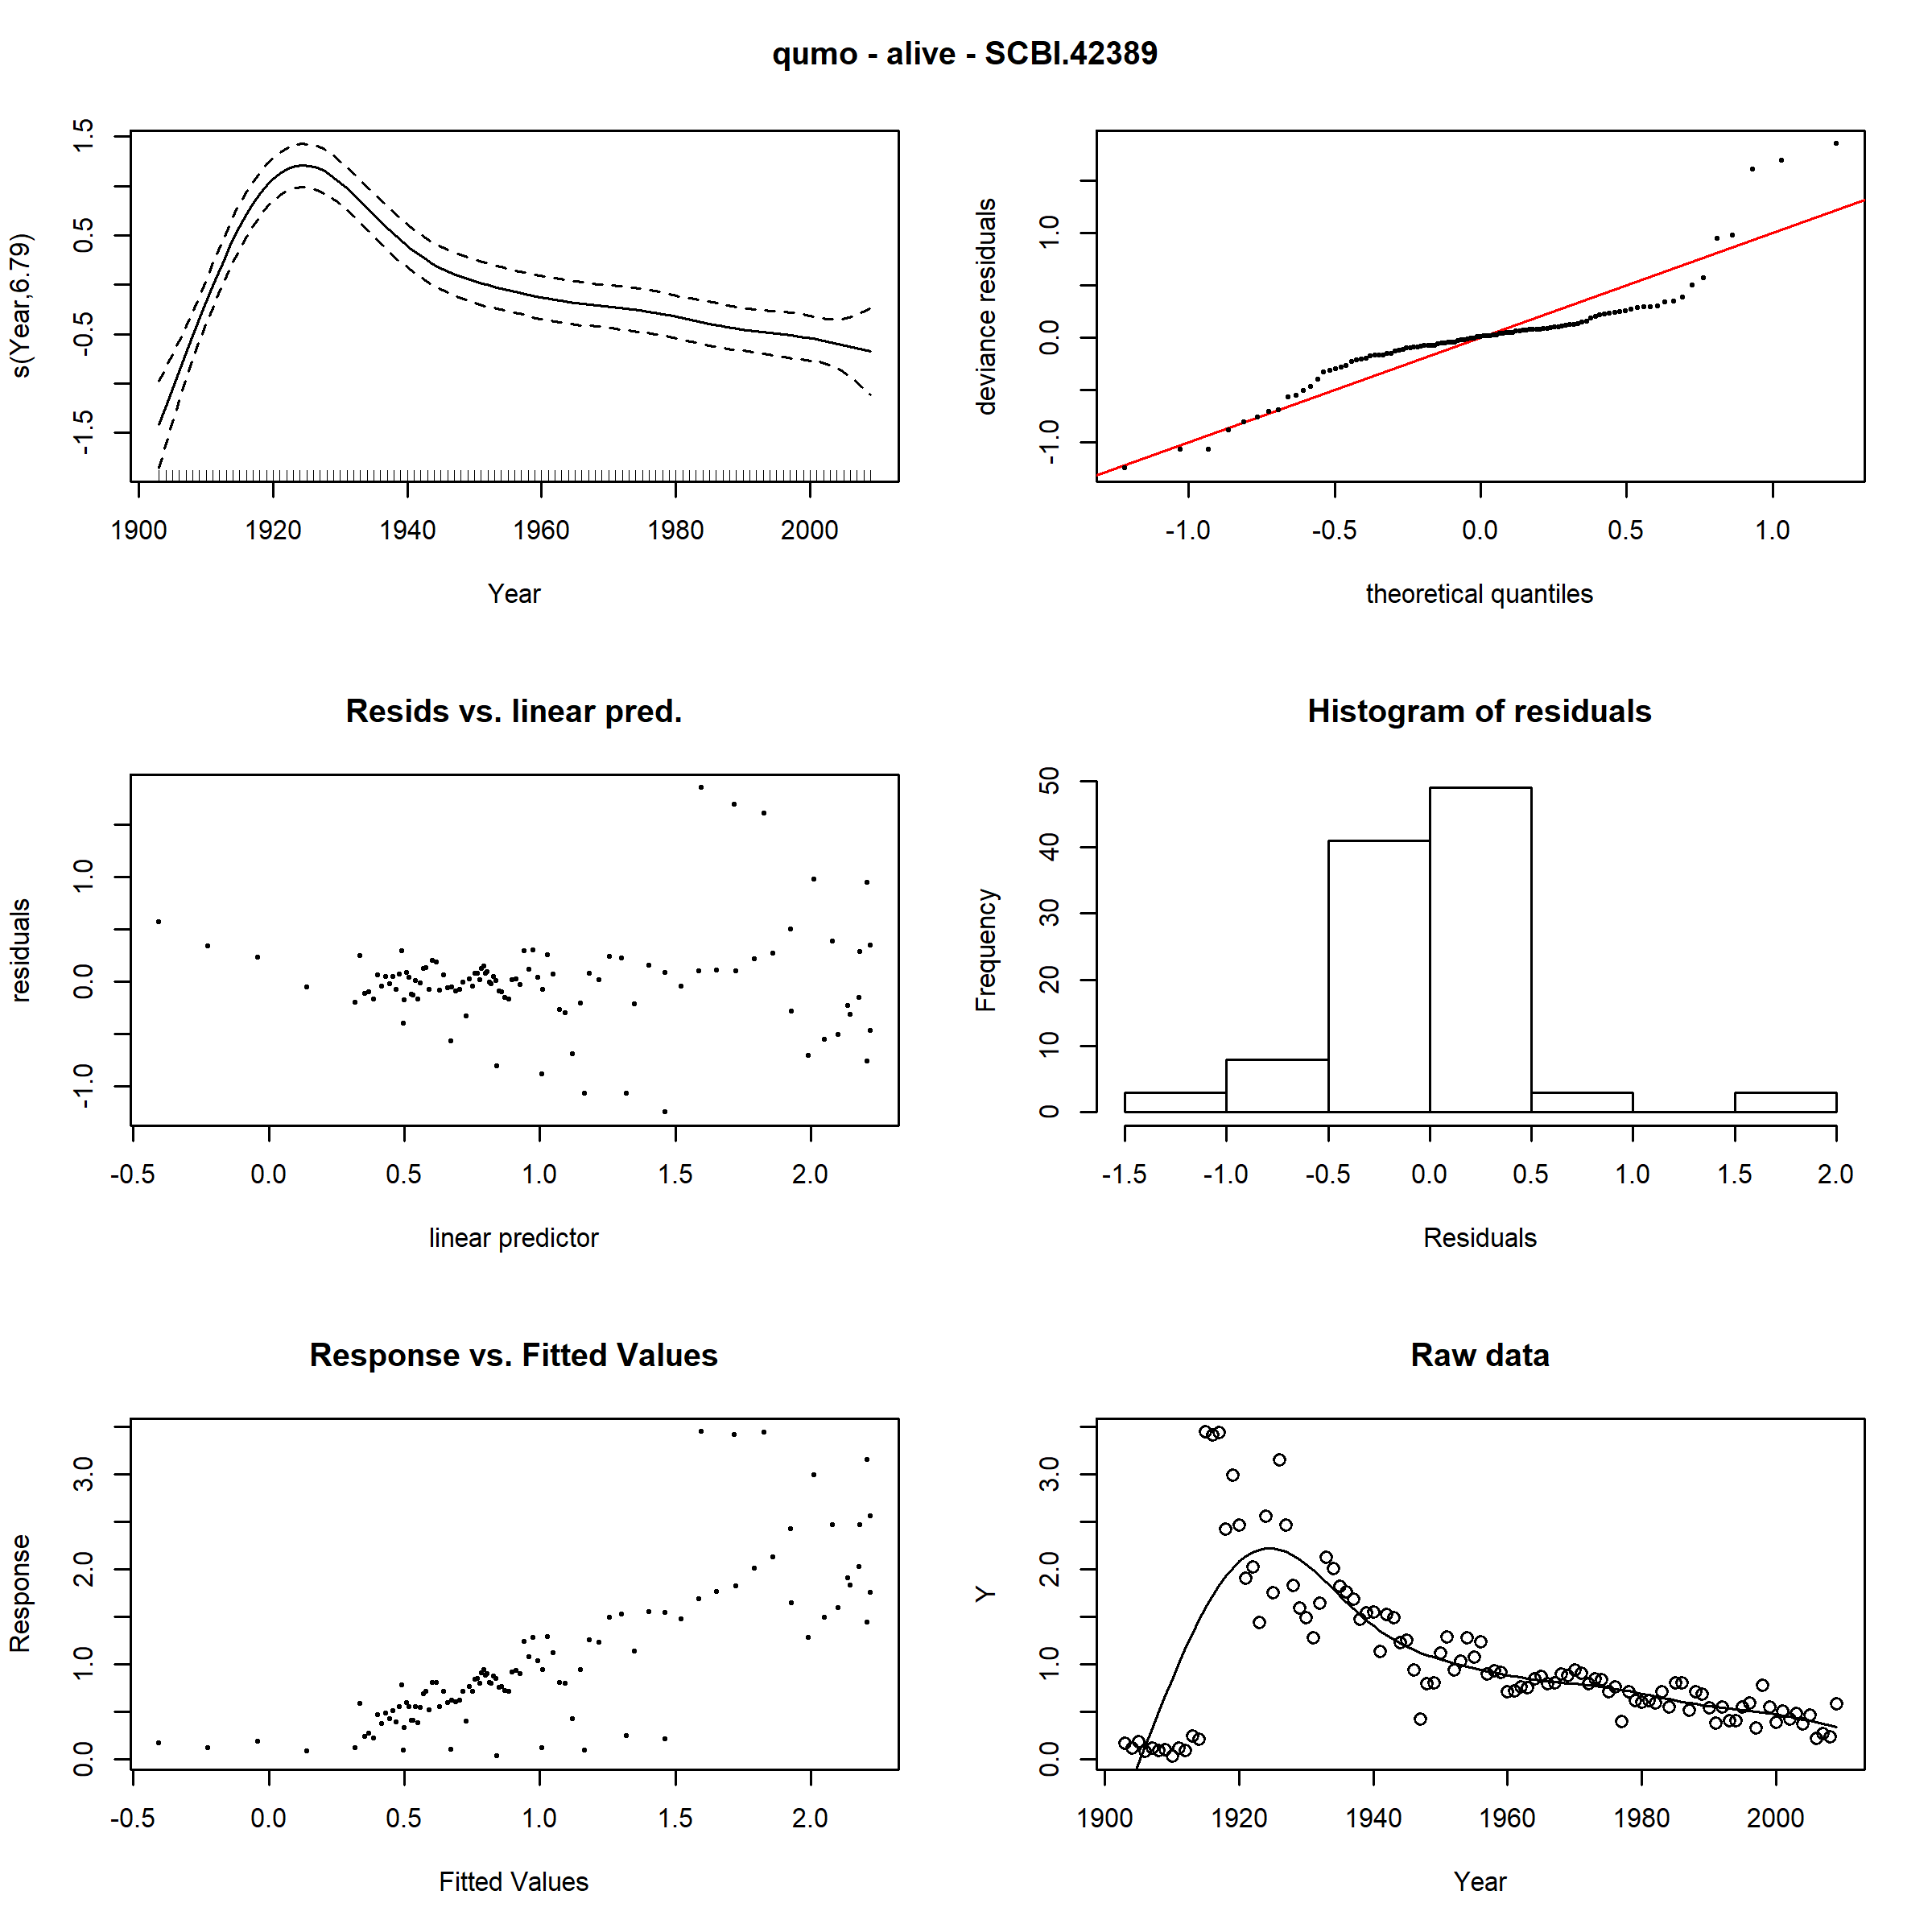 qumo - alive - SCBI.42389
s(Year,6.79)
-1.5 -0.5 0.5 1.5
1900 1920 1940 1960 1980 2000
Year
deviance residuals
-1.0 0.0 1.0
-1.0 -0.5 0.0 0.5 1.0
theoretical quantiles
Resids vs. linear pred.
residuals
-1.0 0.0 1.0
-0.5 0.0 0.5 1.0 1.5 2.0
linear predictor
Histogram of residuals
Frequency
0 10 20 30 40 50
-1.5 -1.0 -0.5 0.0 0.5 1.0 1.5 2.0
Residuals
Response vs. Fitted Values
Response
0.0 1.0 2.0 3.0
-0.5 0.0 0.5 1.0 1.5 2.0
Fitted Values
Raw data
Y
0.0 1.0 2.0 3.0
1900 1920 1940 1960 1980 2000
Year